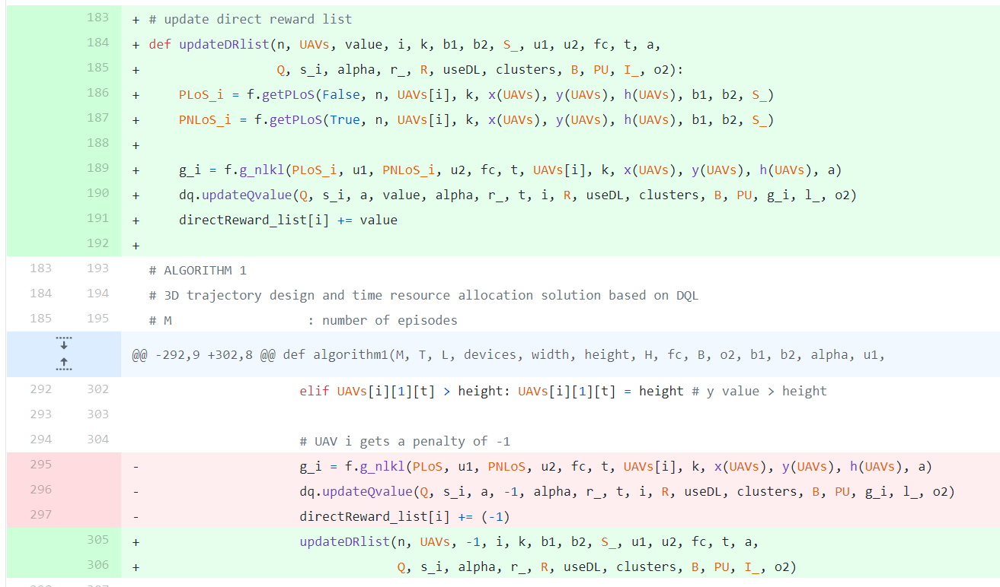 183 + # update direct reward list
184 + def updateDRlist(n, UAVs, value, i, k, b1, b2, S_, u1, u2, fc, t, a,
185 + Q, s_i, alpha, r_, R, useDL, clusters, B, PU, I_, o2):
186 + PLoS_i = f.getPLoS(False, n, UAVs[i], k, x(UAVs), y(UAVs), h(UAVs), b1, b2, S_)
187 + PNLoS_i = f.getPLoS(True, n, UAVs[i], k, x(UAVs), y(UAVs), h(UAVs), b1, b2, S_)
188 +
189 + g_i = f.g_nlkl(PLoS_i, u1, PNLoS_i, u2, fc, t, UAVs[i], k, x(UAVs), y(UAVs), h(UAVs), a)
190 + dq.updateQvalue(Q, s_i, a, value, alpha, r_, t, i, R, useDL, clusters, B, PU, g_i, l_, o2)
191 + directReward_list[i] += value
192 +
183 193 # ALGORITHM 1
184 194 # 3D trajectory design and time resource allocation solution based on DQL
185 195 # M : number of episodes
@@ -292,9 +302,8 @@ def algorithm1(M, T, L, devices, width, height, H, fc, B, o2, b1, b2, alpha, u1,
292 302 elif UAVs[i][1][t] > height: UAVs[i][1][t] = height # y value > height
293 303
294 304 # UAV i gets a penalty of -1
295 - g_i = f.g_nlkl(PLoS, u1, PNLoS, u2, fc, t, UAVs[i], k, x(UAVs), y(UAVs), h(UAVs), a)
296 - dq.updateQvalue(Q, s_i, a, -1, alpha, r_, t, i, R, useDL, clusters, B, PU, g_i, l_, o2)
297 - directReward_list[i] += (-1)
305 + updateDRlist(n, UAVs, -1, i, k, b1, b2, S_, u1, u2, fc, t, a,
306 + Q, s_i, alpha, r_, R, useDL, clusters, B, PU, I_, o2)